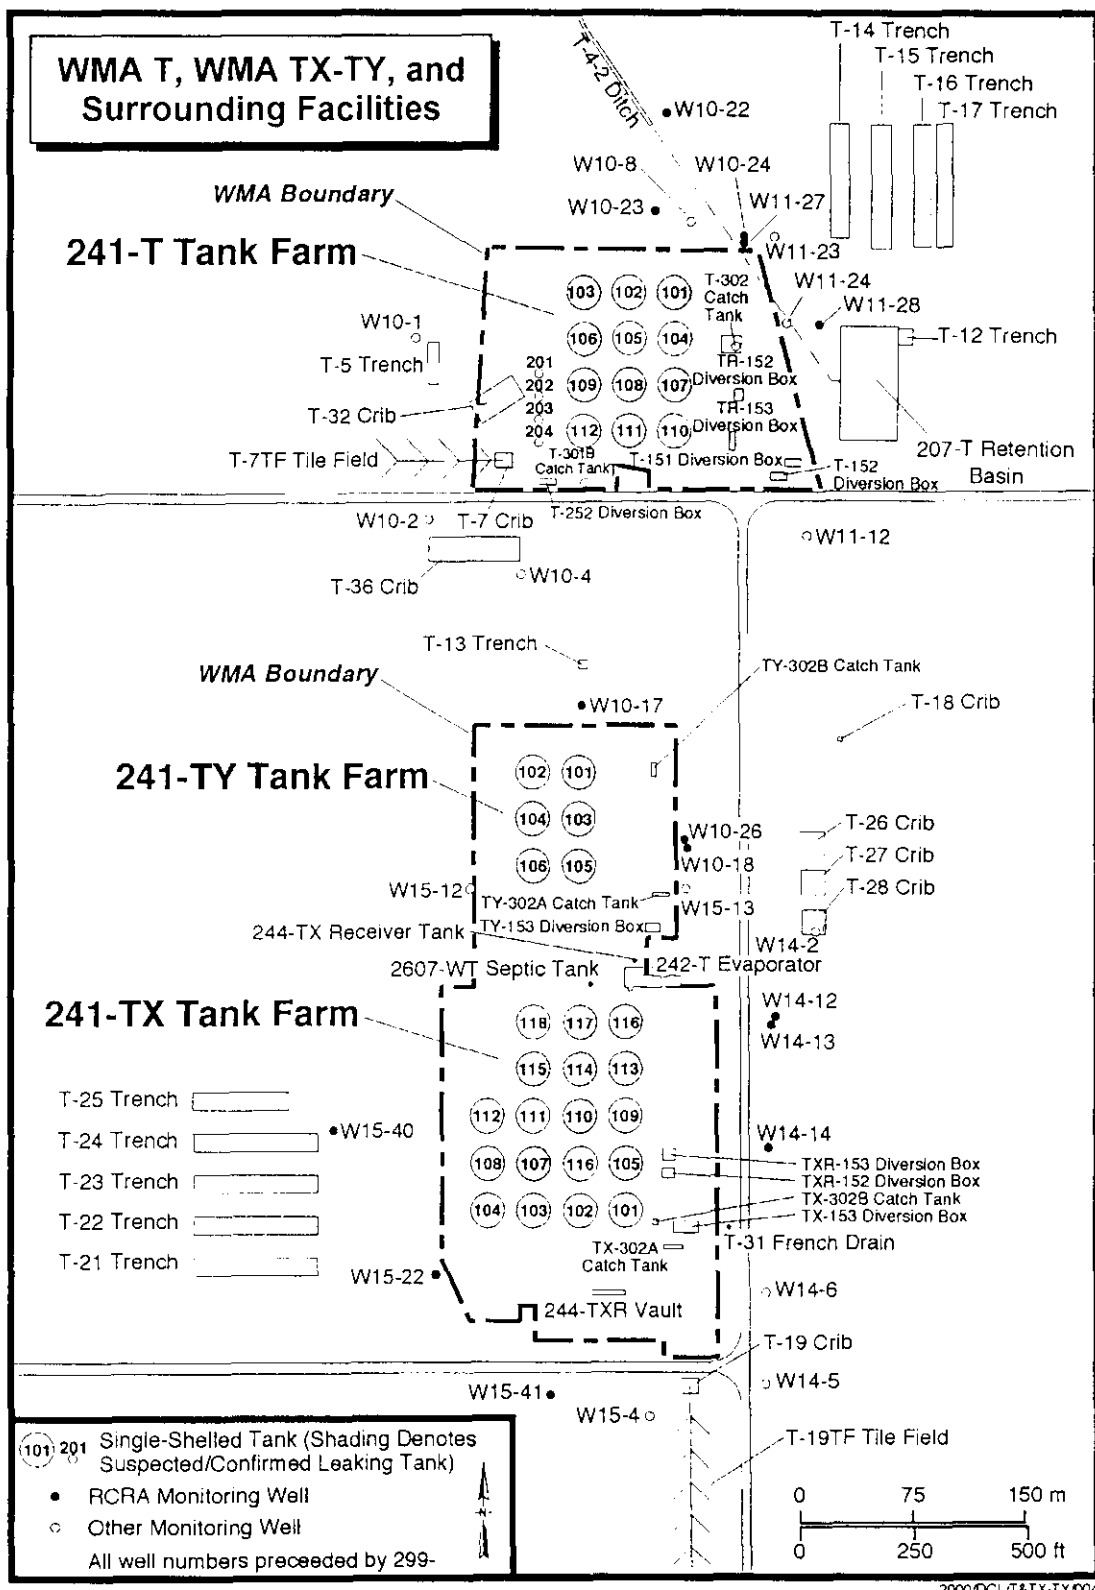 WMA T, WMA TX-TY, and
Surrounding Facilities
T-4-2 Ditch
W10-22
T-14 Trench
T-15 Trench
T-16 Trench
T-17 Trench
W10-8
W10-24
WMA Boundary
W10-23
W11-27
241-T Tank Farm
W11-23
103 102 101
T-302
Catch
Tank
W11-24
W11-28
W10-1
106 105 104
T-12 Trench
T-5 Trench
201
TR-152
Diversion Box
202
109 108 107
T-32 Crib
203
TR-153
Diversion Box
204
112 111 110
T-7TF Tile Field
T-301B
Catch Tank
T-151 Diversion Box
207-T Retention
Basin
T-152
Diversion Box
W10-2
T-7 Crib
T-252 Diversion Box
W11-12
T-36 Crib
W10-4
T-13 Trench
WMA Boundary
TY-302B Catch Tank
W10-17
T-18 Crib
241-TY Tank Farm
102 101
104 103
106 105
W10-26
W10-18
T-26 Crib
T-27 Crib
T-28 Crib
W15-12
TY-302A Catch Tank
W15-13
TY-153 Diversion Box
244-TX Receiver Tank
W14-2
2607-WT Septic Tank
242-T Evaporator
241-TX Tank Farm
118 117 116
W14-12
W14-13
115 114 113
T-25 Trench
112 111 110 109
T-24 Trench
W15-40
W14-14
T-23 Trench
108 107 116 105
TXR-153 Diversion Box
TXR-152 Diversion Box
TX-302B Catch Tank
TX-153 Diversion Box
T-22 Trench
104 103 102 101
T-31 French Drain
T-21 Trench
TX-302A
Catch Tank
W15-22
W14-6
244-TXR Vault
T-19 Crib
W15-41
W14-5
W15-4
T-19TF Tile Field
101 201 Single-Shelled Tank (Shading Denotes
Suspected/Confirmed Leaking Tank)
RCRA Monitoring Well
Other Monitoring Well
All well numbers preceeded by 299-
N
0 75 150 m
0 250 500 ft